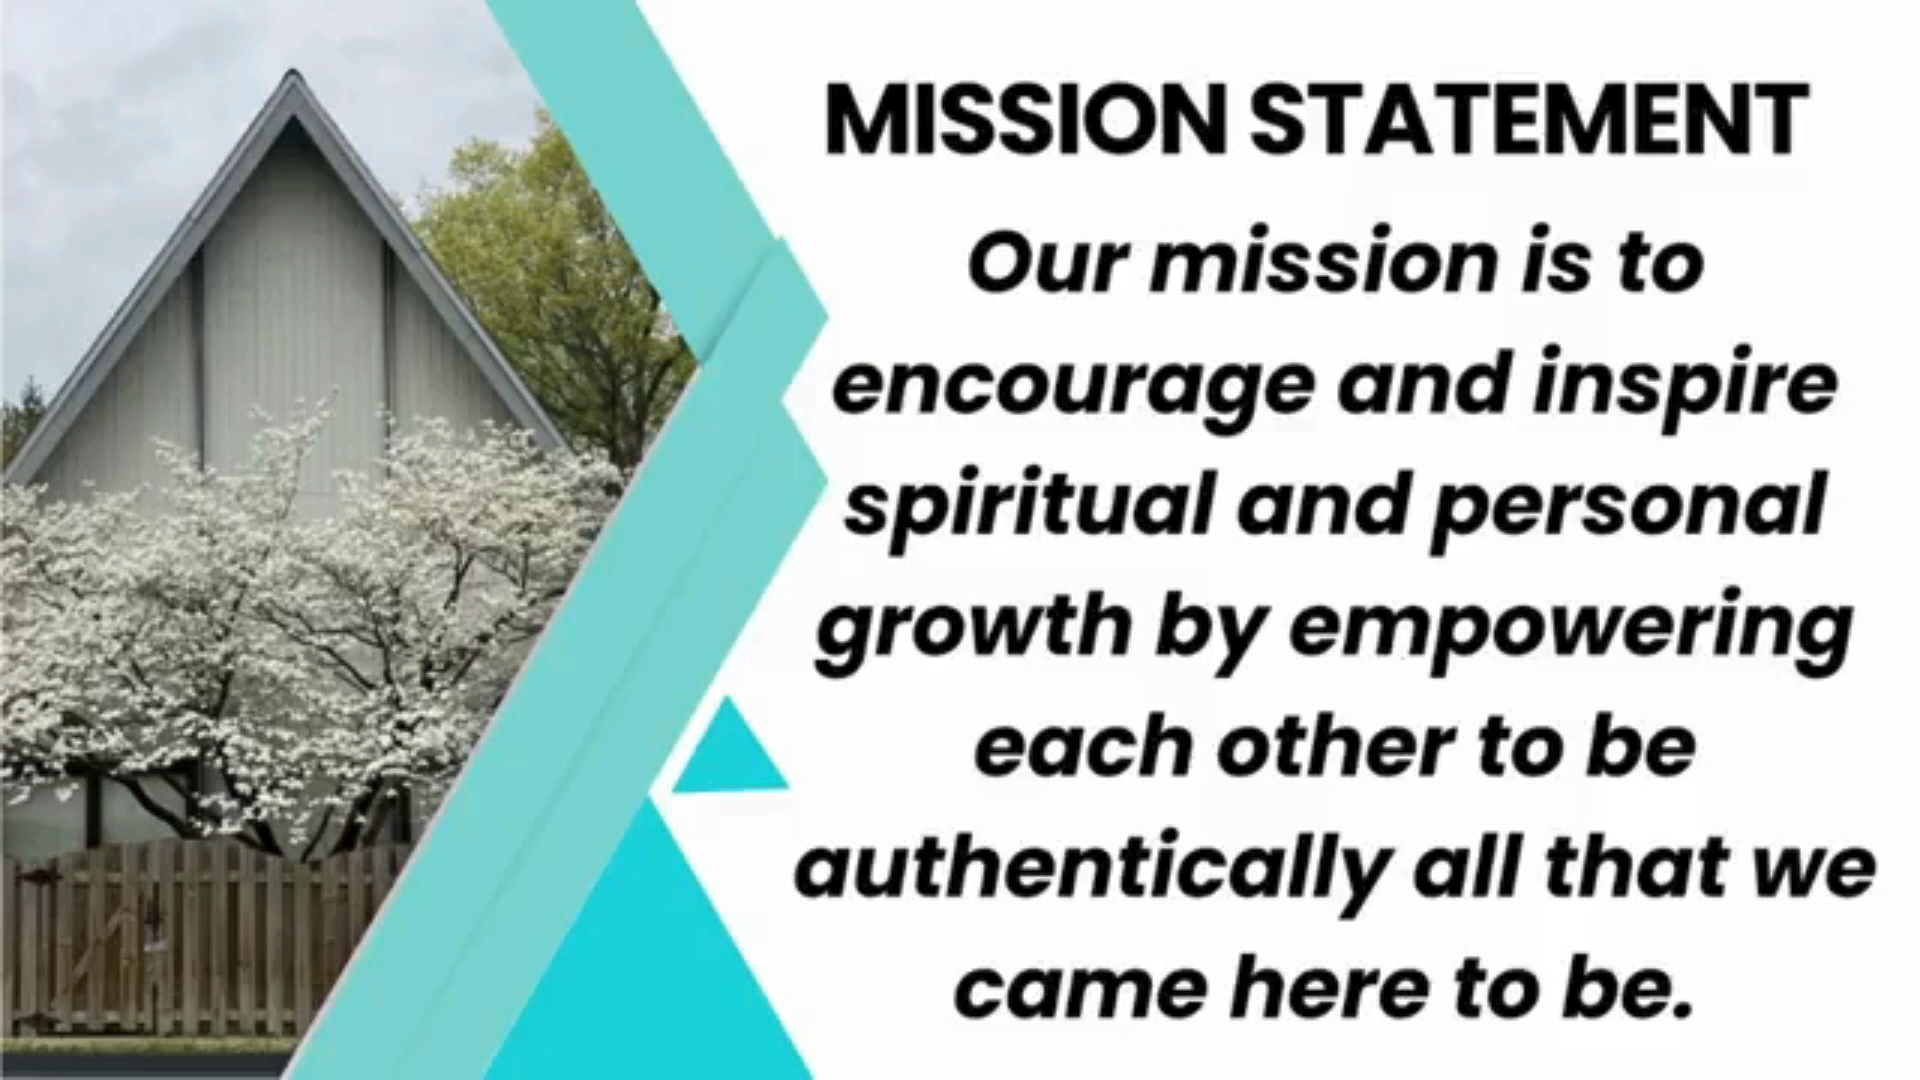 MISSION STATEMENT
Our mission is to
encourage and inspire
spiritual and personal
growth by empowering
each other to be
authentically all that we
came here to be.